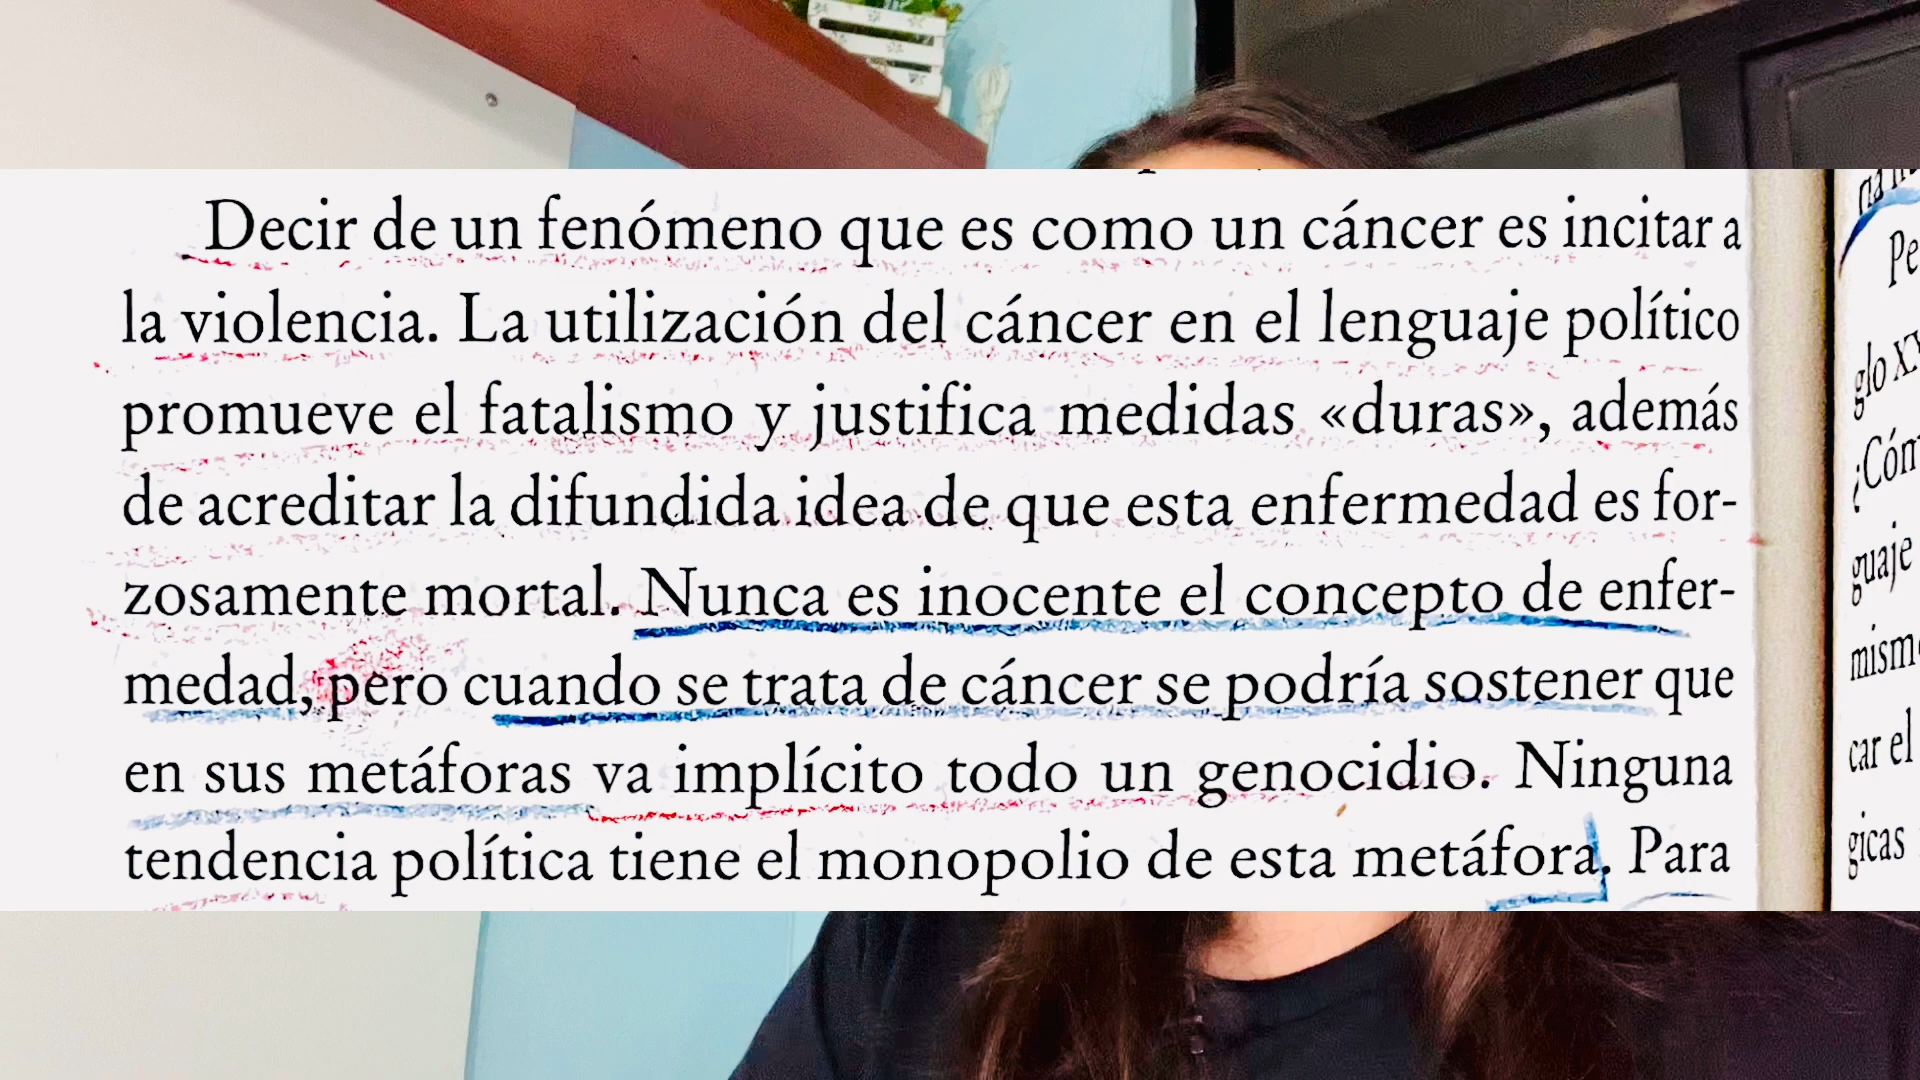 Decir de un fenómeno que es como un cáncer es incitar a
la violencia. La utilización del cáncer en el lenguaje político
promueve el fatalismo y justifica medidas «duras», además
de acreditar la difundida idea de que esta enfermedad es for-
zosamente mortal. Nunca es inocente el concepto de enfer-
medad, pero cuando se trata de cáncer se podría sostener que
en sus metáforas va implícito todo un genocidio. Ninguna
tendencia política tiene el monopolio de esta metáfora. Para
Pe
glo XX
¿Cóm
guaje
mism
car el
gicas